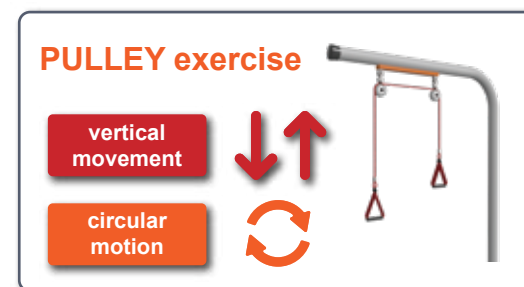 PULLEY exercise
vertical
movement
circular
motion